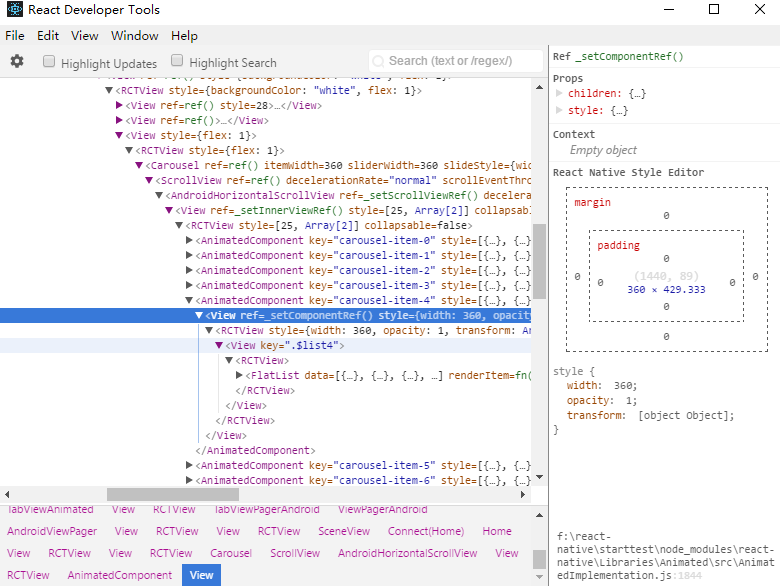 React Developer Tools
File Edit View Window Help
Highlight Updates Highlight Search Search (text or /regex/)
<RCTView style={backgroundColor: "white", flex: 1}>
<View ref=ref() style=28>…</View>
<View ref=ref()>…</View>
<View style={flex: 1}>
<RCTView style={flex: 1}>
<Carousel ref=ref() itemWidth=360 sliderWidth=360 slideStyle={wid
<ScrollView ref=ref() decelerationRate="normal" scrollEventThro
<AndroidHorizontalScrollView ref=_setScrollViewRef() decelera
<View ref=_setInnerViewRef() style=[25, Array[2]] collapsabl
<RCTView style=[25, Array[2]] collapsable=false>
<AnimatedComponent key="carousel-item-0" style=[{…}, {…}
<AnimatedComponent key="carousel-item-1" style=[{…}, {…}
<AnimatedComponent key="carousel-item-2" style=[{…}, {…}
<AnimatedComponent key="carousel-item-3" style=[{…}, {…}
<AnimatedComponent key="carousel-item-4" style=[{…}, {…}
<View ref=_setComponentRef() style={width: 360, opacity
<RCTView style={width: 360, opacity: 1, transform: Ar
<View key=".$list4">
<RCTView>
<FlatList data=[{…}, {…}, {…}, …] renderItem=fn(
</RCTView>
</View>
</RCTView>
</View>
</AnimatedComponent>
<AnimatedComponent key="carousel-item-5" style=[{…}, {…}
<AnimatedComponent key="carousel-item-6" style=[{…}, {…}
TabViewAnimated View RCTView TabViewPagerAndroid ViewPagerAndroid
AndroidViewPager View RCTView View RCTView SceneView Connect(Home) Home
View RCTView View RCTView Carousel ScrollView AndroidHorizontalScrollView View
RCTView AnimatedComponent View
Ref _setComponentRef()
Props
children: {…}
style: {…}
Context
Empty object
React Native Style Editor
margin
0
padding
0
0 0 (1440, 89) 0 0
360 × 429.333
0
0
style {
width: 360;
opacity: 1;
transform: [object Object];
}
f:\react-
native\starttest\node_modules\react-
native\Libraries\Animated\src\Animat
edImplementation.js:1844